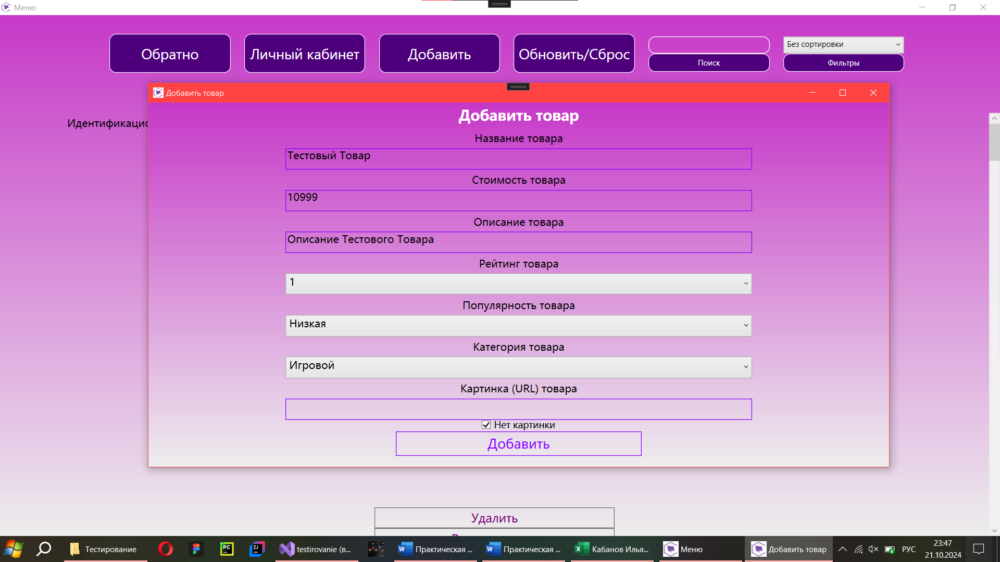 Меню
Обратно
Личный кабинет
Добавить
Обновить/Сброс
Поиск
Без сортировки
Фильтры
Добавить товар
Идентификацио
Добавить товар
Название товара
Тестовый Товар
Стоимость товара
10999
Описание товара
Описание Тестового Товара
Рейтинг товара
1
Популярность товара
Низкая
Категория товара
Игровой
Картинка (URL) товара
Нет картинки
Добавить
Удалить
Тестирование
PC
IJ
testirovanie (в...
Практическая ...
Практическая ...
Кабанов Илья...
Меню
Добавить товар
РУС
23:47
21.10.2024